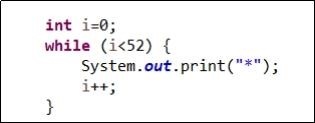 int i=0;
while (i<52) {
    System.out.print("*");
    i++;
}